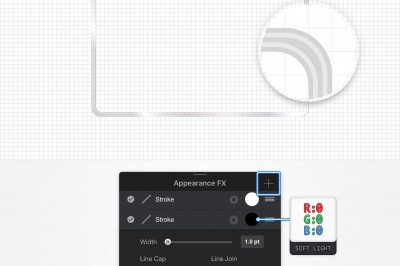 Appearance FX
Stroke
Stroke
R:0
G:0
B:0
SOFT LIGHT
Width
1.0 pt
Line Cap
Line Join